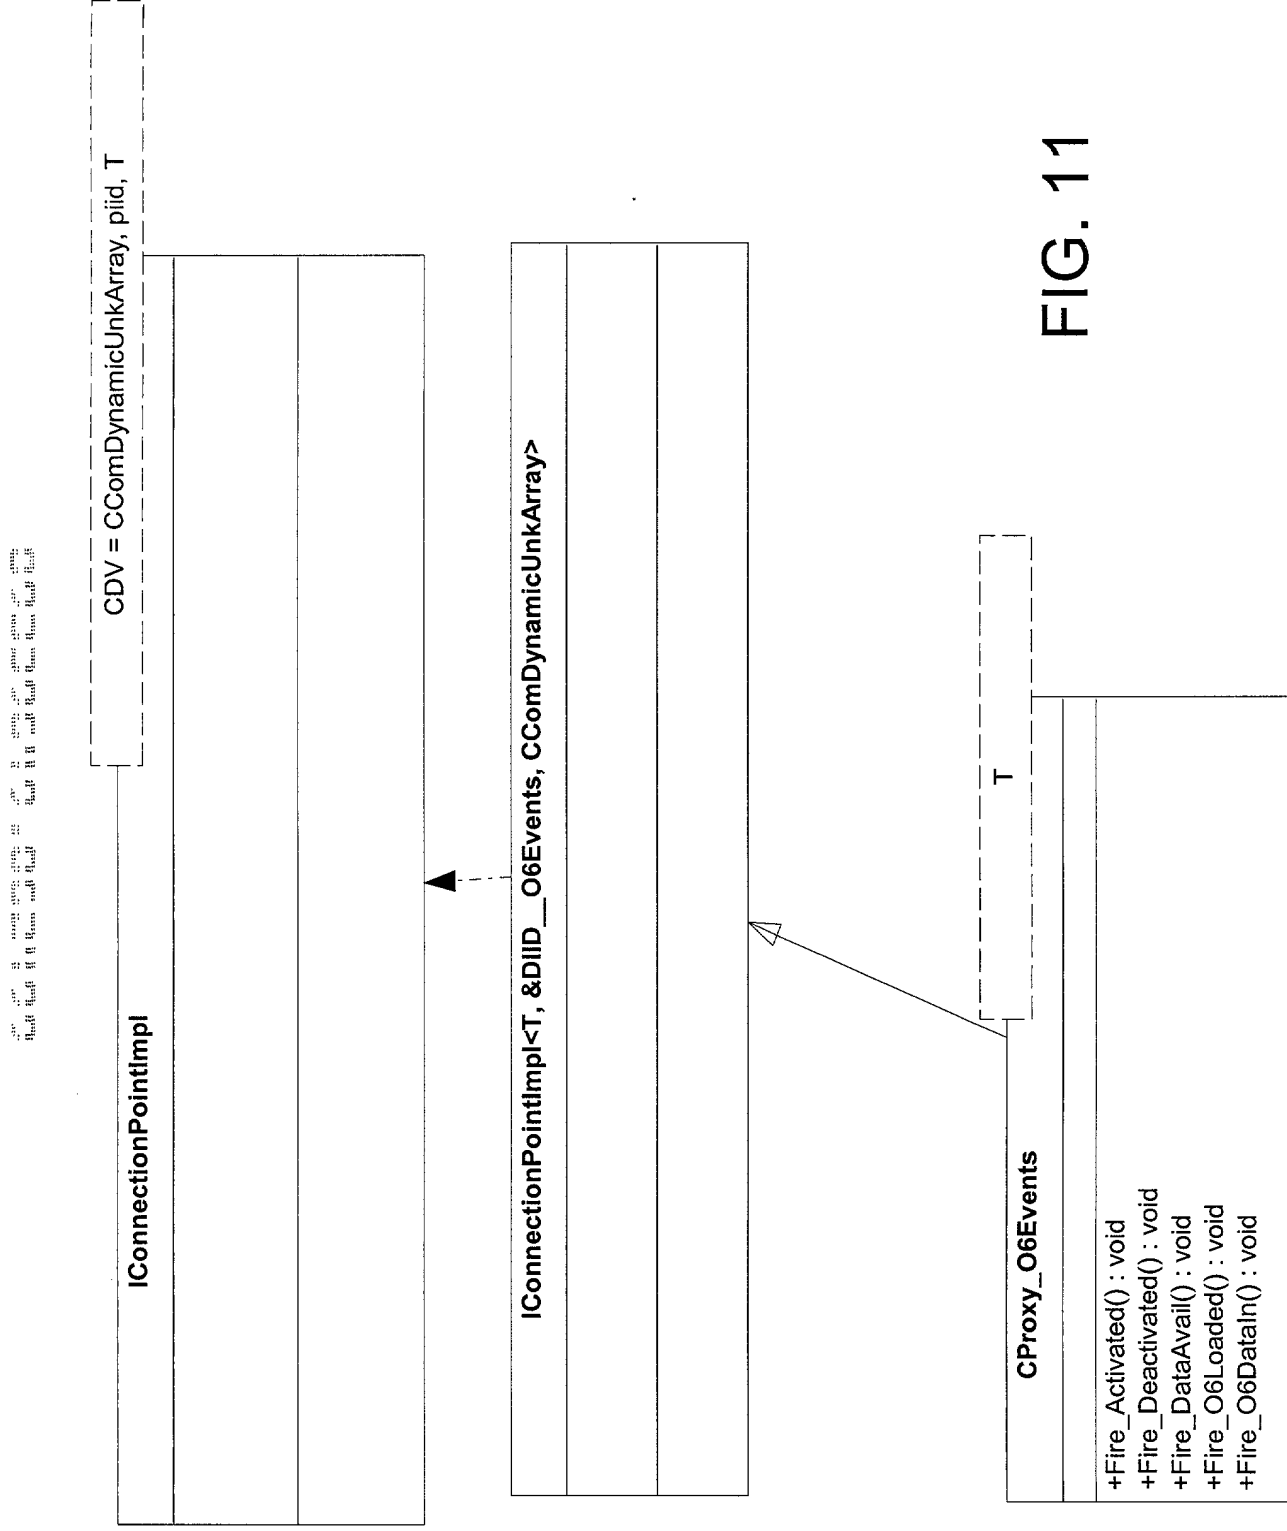 CDV = CComDynamicUnkArray, piid, T
IConnectionPointImpl
IConnectionPointImpl<T, &DIID__O6Events, CComDynamicUnkArray>
T
CProxy_O6Events
+Fire_Activated() : void
+Fire_Deactivated() : void
+Fire_DataAvail() : void
+Fire_O6Loaded() : void
+Fire_O6DataIn() : void
FIG. 11